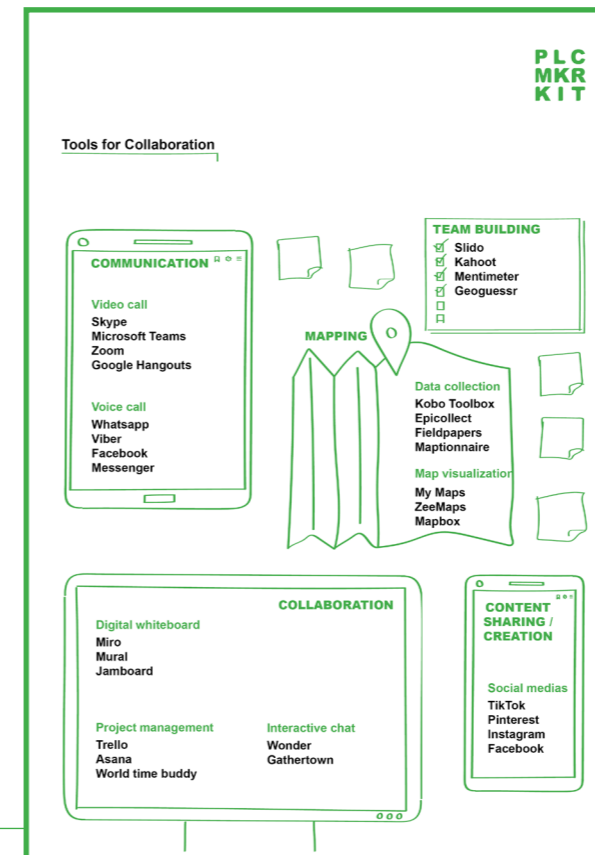 PLC
MKR
KIT
Tools for Collaboration
COMMUNICATION
Video call
Skype
Microsoft Teams
Zoom
Google Hangouts
Voice call
Whatsapp
Viber
Facebook
Messenger
TEAM BUILDING
Slido
Kahoot
Mentimeter
Geoguessr
MAPPING
Data collection
Kobo Toolbox
Epicollect
Fieldpapers
Maptionnaire
Map visualization
My Maps
ZeeMaps
Mapbox
COLLABORATION
Digital whiteboard
Miro
Mural
Jamboard
Project management
Trello
Asana
World time buddy
Interactive chat
Wonder
Gathertown
CONTENT
SHARING /
CREATION
Social medias
TikTok
Pinterest
Instagram
Facebook